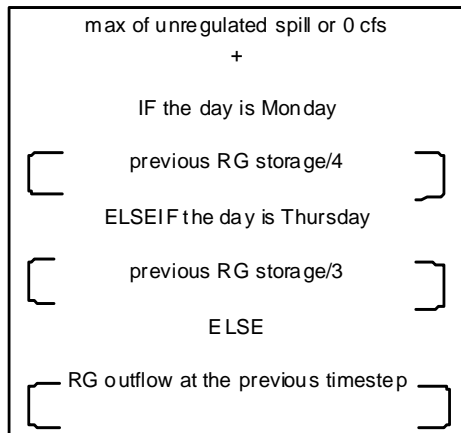 max of unregulated spill or 0 cfs
+
IF the day is Monday
previous RG storage/4
ELSEIF the day is Thursday
previous RG storage/3
ELSE
RG outflow at the previous timestep